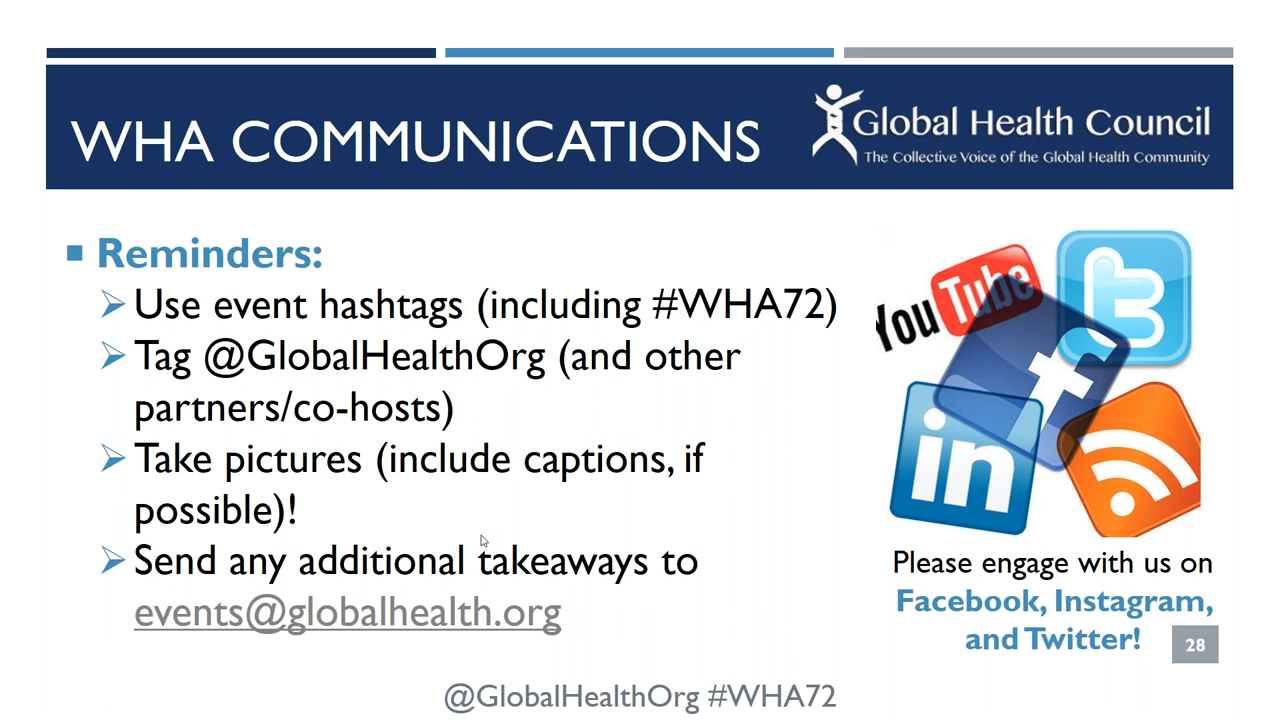 WHA COMMUNICATIONS
Global Health Council
The Collective Voice of the Global Health Community
Reminders:
Use event hashtags (including #WHA72)
Tag @GlobalHealthOrg (and other
partners/co-hosts)
Take pictures (include captions, if
possible)!
Send any additional takeaways to
events@globalhealth.org
YouTube
t
f
in
Please engage with us on
Facebook, Instagram,
and Twitter!
28
@GlobalHealthOrg #WHA72